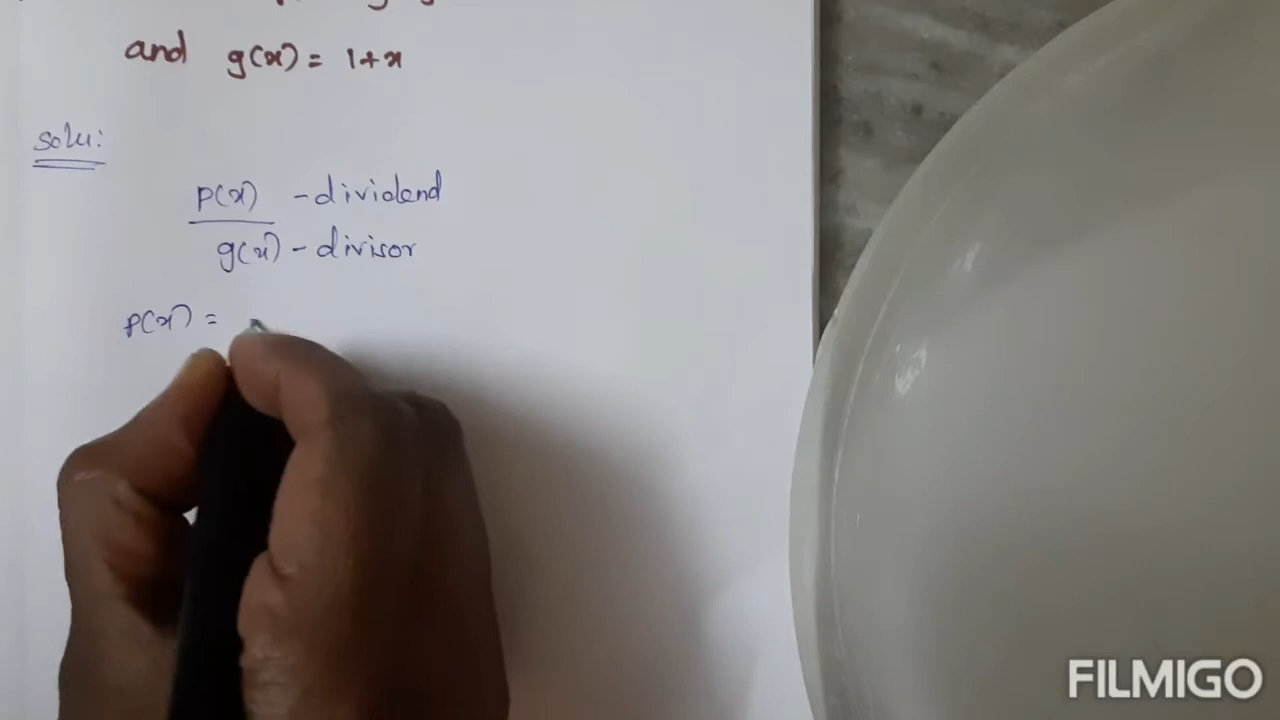 and g(x) = 1+x
Solu:
p(x) - dividend
g(x) - divisor
p(x) =
FILMIGO